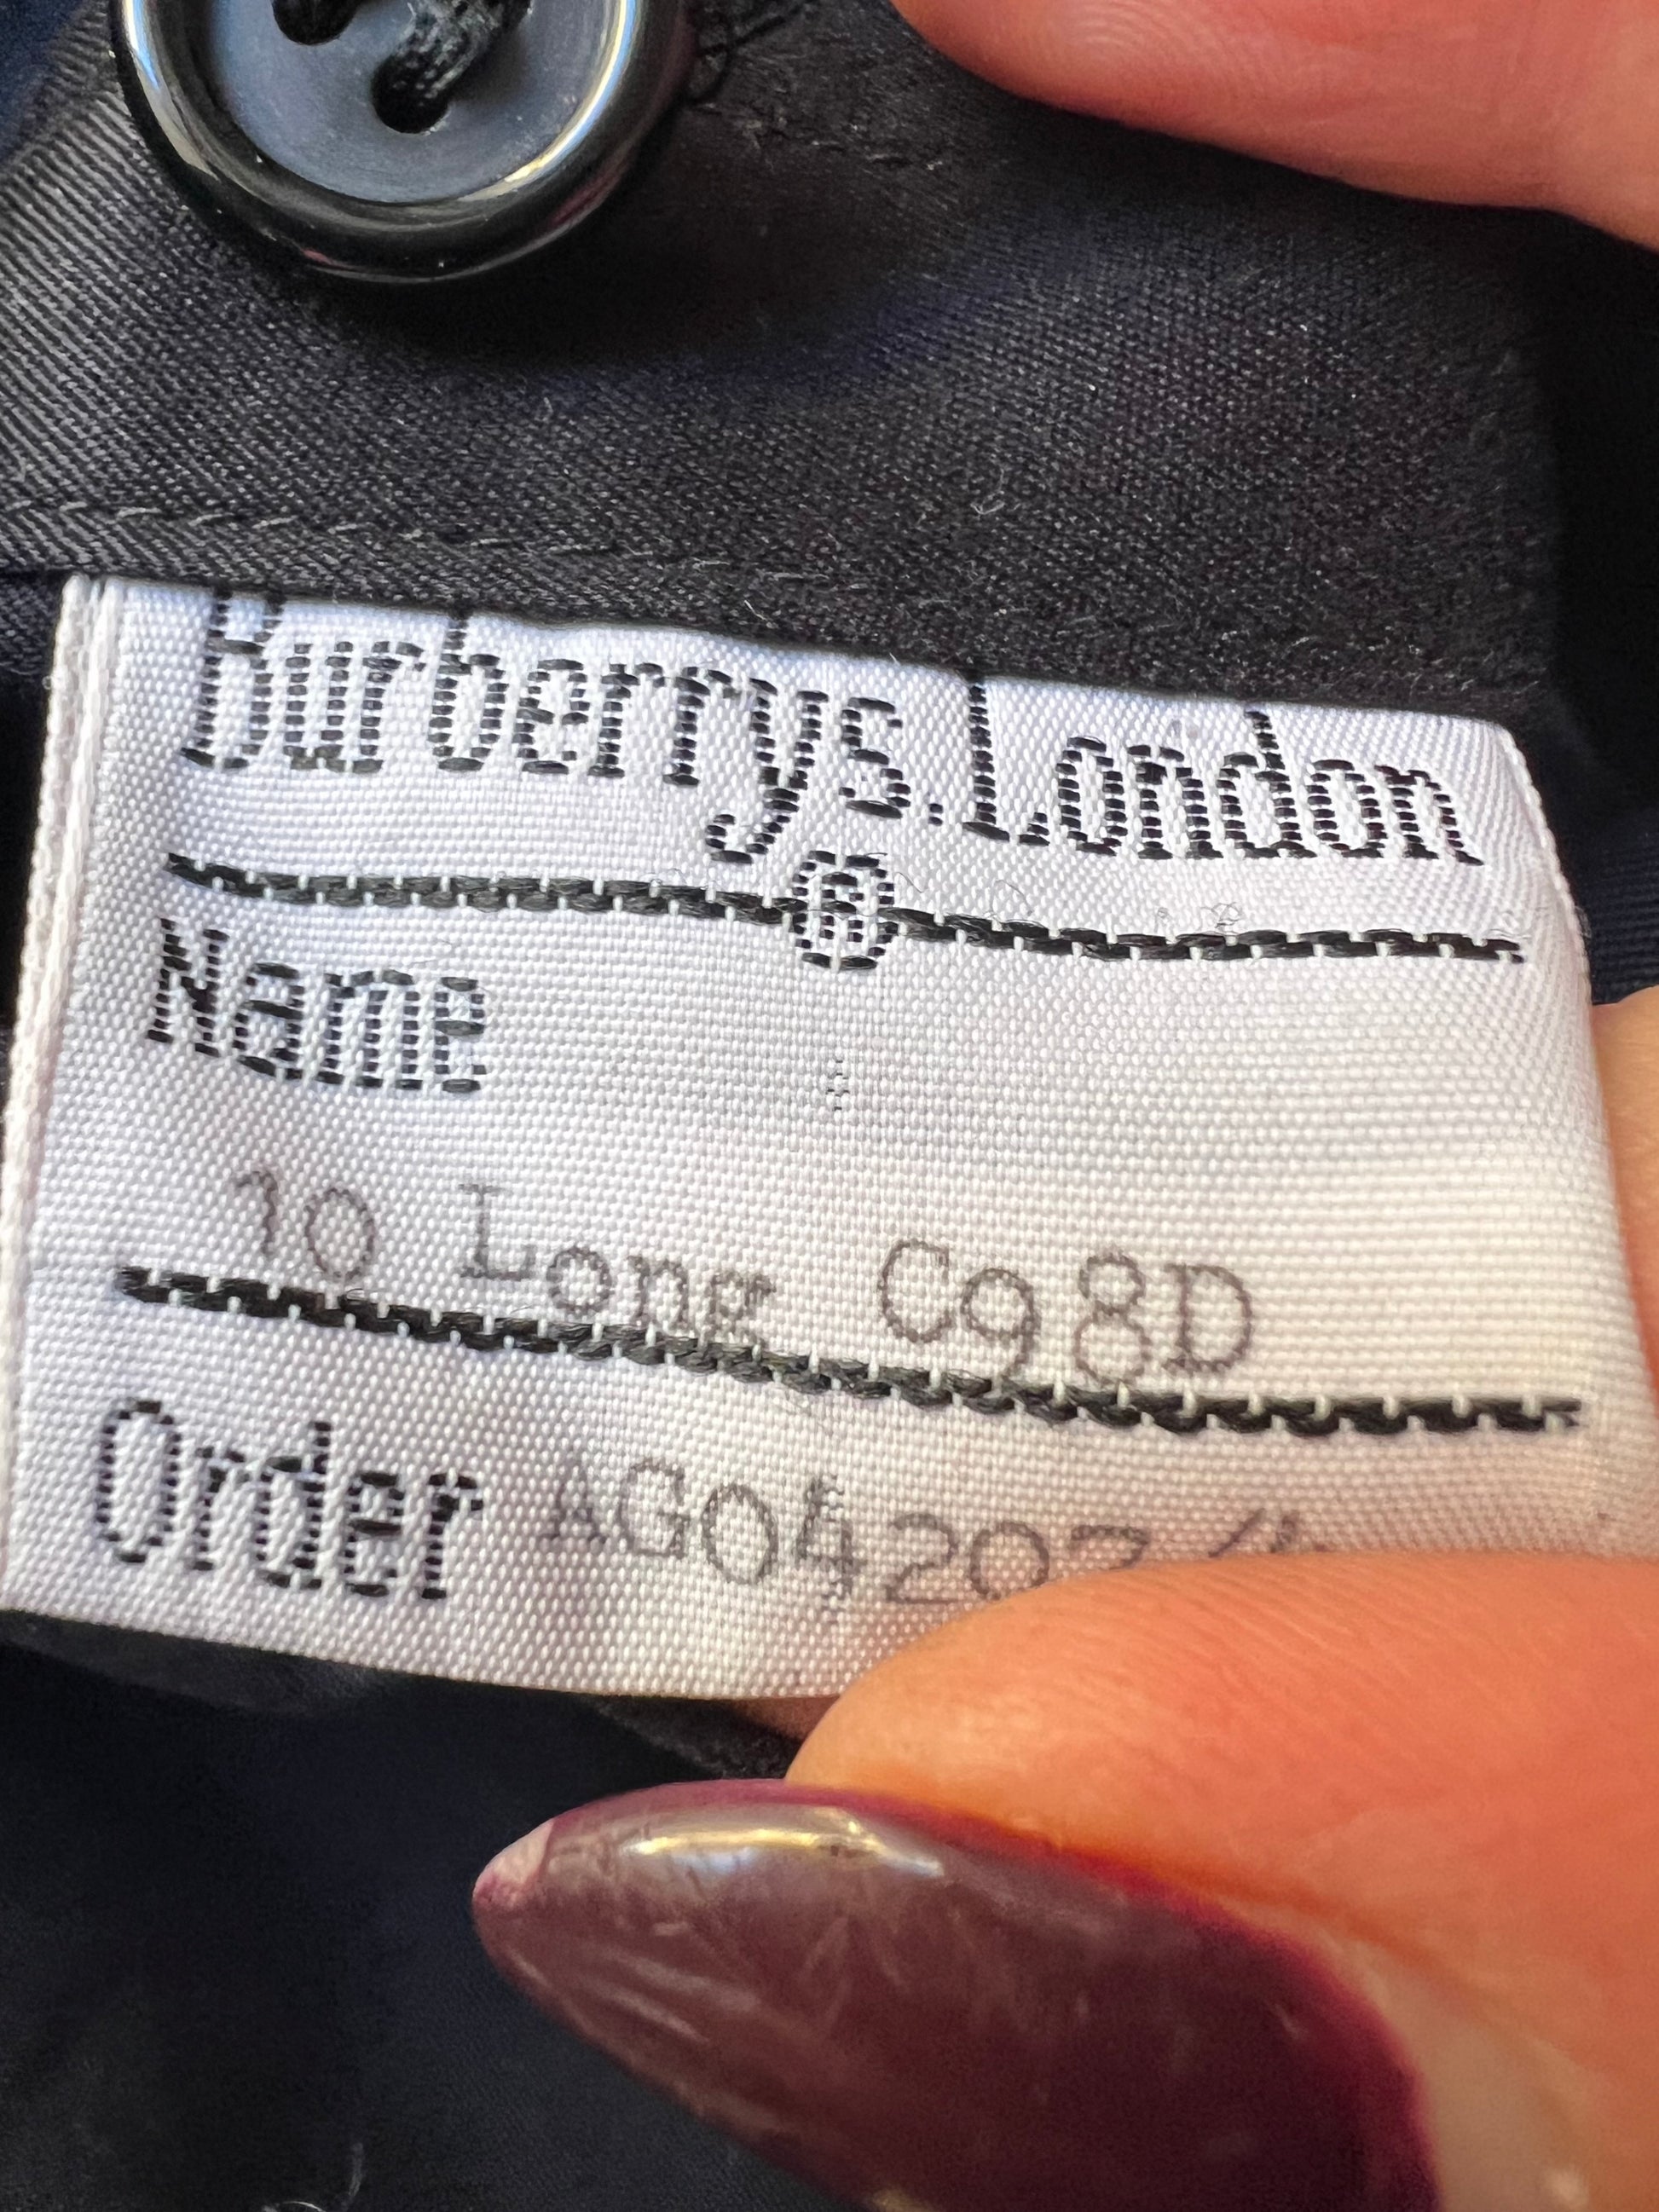 Burberrys.London
®
Name
10 Long C98D
Order